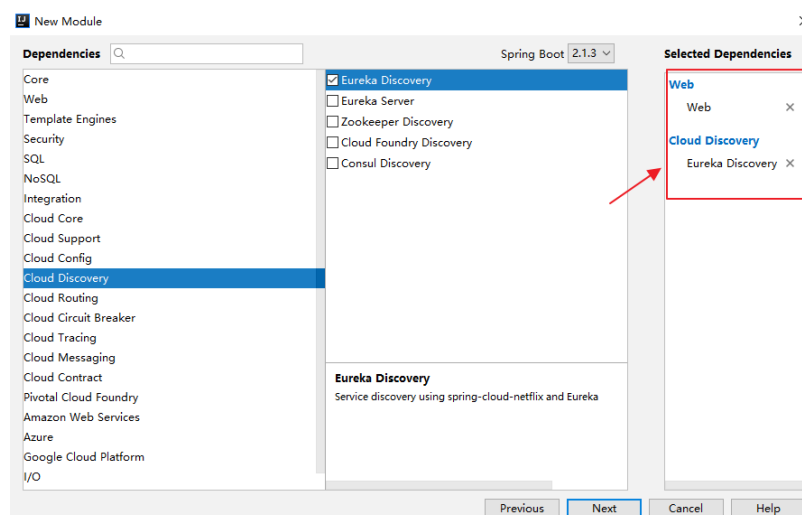 New Module
Dependencies
Spring Boot 2.1.3
Selected Dependencies
Core
Web
Template Engines
Security
SQL
NoSQL
Integration
Cloud Core
Cloud Support
Cloud Config
Cloud Discovery
Cloud Routing
Cloud Circuit Breaker
Cloud Tracing
Cloud Messaging
Cloud Contract
Pivotal Cloud Foundry
Amazon Web Services
Azure
Google Cloud Platform
I/O
Eureka Discovery
Eureka Server
Zookeeper Discovery
Cloud Foundry Discovery
Consul Discovery
Eureka Discovery
Service discovery using spring-cloud-netflix and Eureka
Web
Web
Cloud Discovery
Eureka Discovery
Previous
Next
Cancel
Help